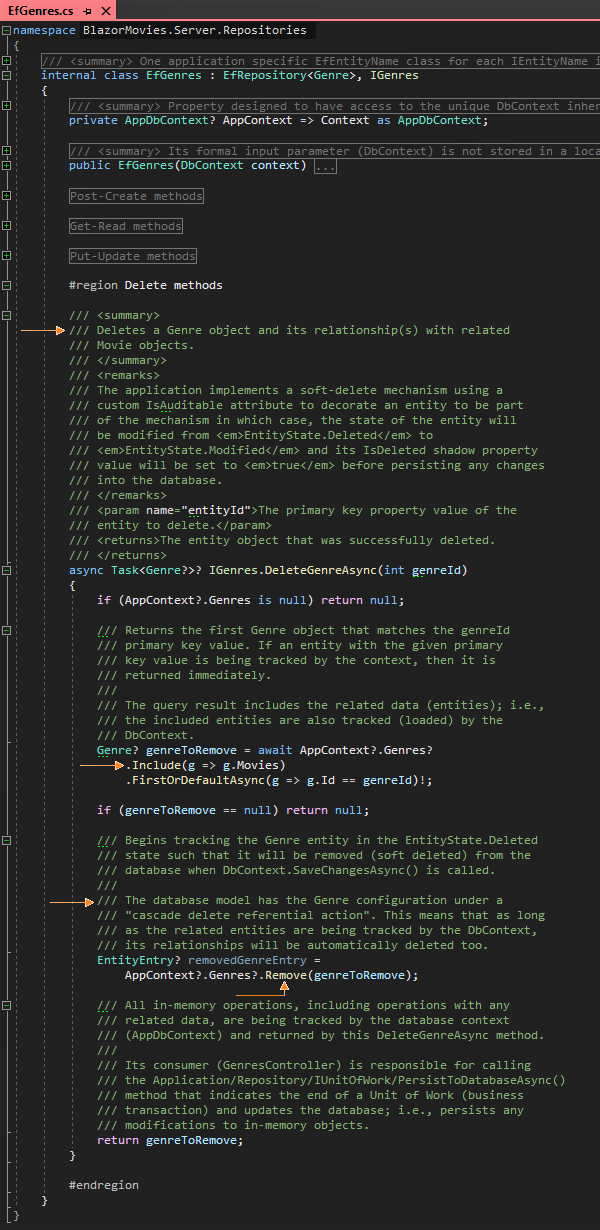 EfGenres.cs
namespace BlazorMovies.Server.Repositories
{
/// <summary> One application specific EfEntityName class for each IEntityName i
internal class EfGenres : EfRepository<Genre>, IGenres
{
/// <summary> Property designed to have access to the unique DbContext inher
private AppDbContext? AppContext => Context as AppDbContext;
/// <summary> Its formal input parameter (DbContext) is not stored in a loca
public EfGenres(DbContext context) ...
Post-Create methods
Get-Read methods
Put-Update methods
#region Delete methods
/// <summary>
/// Deletes a Genre object and its relationship(s) with related
/// Movie objects.
/// </summary>
/// <remarks>
/// The application implements a soft-delete mechanism using a
/// custom IsAuditable attribute to decorate an entity to be part
/// of the mechanism in which case, the state of the entity will
/// be modified from <em>EntityState.Deleted</em> to
/// <em>EntityState.Modified</em> and its IsDeleted shadow property
/// value will be set to <em>true</em> before persisting any changes
/// into the database.
/// </remarks>
/// <param name="entityId">The primary key property value of the
/// entity to delete.</param>
/// <returns>The entity object that was successfully deleted.
/// </returns>
async Task<Genre?>? IGenres.DeleteGenreAsync(int genreId)
{
if (AppContext?.Genres is null) return null;
/// Returns the first Genre object that matches the genreId
/// primary key value. If an entity with the given primary
/// key value is being tracked by the context, then it is
/// returned immediately.
///
/// The query result includes the related data (entities); i.e.,
/// the included entities are also tracked (loaded) by the
/// DbContext.
Genre? genreToRemove = await AppContext?.Genres?
.Include(g => g.Movies)
.FirstOrDefaultAsync(g => g.Id == genreId)!;
if (genreToRemove == null) return null;
/// Begins tracking the Genre entity in the EntityState.Deleted
/// state such that it will be removed (soft deleted) from the
/// database when DbContext.SaveChangesAsync() is called.
///
/// The database model has the Genre configuration under a
/// "cascade delete referential action". This means that as long
/// as the related entities are being tracked by the DbContext,
/// its relationships will be automatically deleted too.
EntityEntry? removedGenreEntry =
AppContext?.Genres?.Remove(genreToRemove);
/// All in-memory operations, including operations with any
/// related data, are being tracked by the database context
/// (AppDbContext) and returned by this DeleteGenreAsync method.
///
/// Its consumer (GenresController) is responsible for calling
/// the Application/Repository/IUnitOfWork/PersistToDatabaseAsync()
/// method that indicates the end of a Unit of Work (business
/// transaction) and updates the database; i.e., persists any
/// modifications to in-memory objects.
return genreToRemove;
}
#endregion
}
}